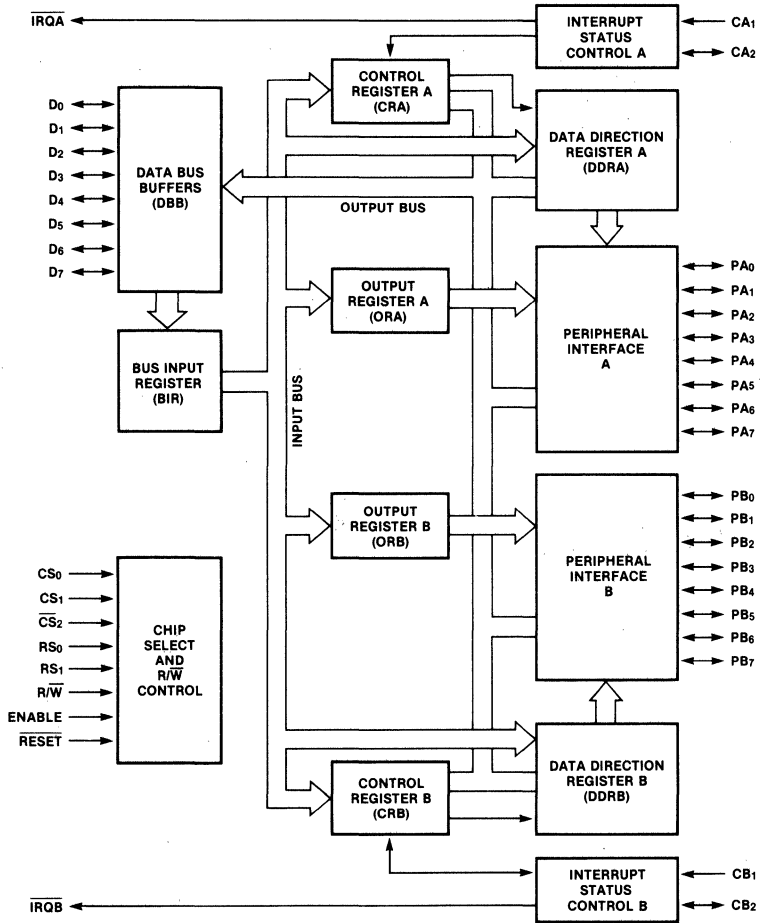 IRQA
INTERRUPT
STATUS
CONTROL A
CA1
CA2
CONTROL
REGISTER A
(CRA)
D0
D1
D2
D3
D4
D5
D6
D7
DATA BUS
BUFFERS
(DBB)
DATA DIRECTION
REGISTER A
(DDRA)
OUTPUT BUS
OUTPUT
REGISTER A
(ORA)
PERIPHERAL
INTERFACE
A
PA0
PA1
PA2
PA3
PA4
PA5
PA6
PA7
BUS INPUT
REGISTER
(BIR)
INPUT BUS
OUTPUT
REGISTER B
(ORB)
PERIPHERAL
INTERFACE
B
PB0
PB1
PB2
PB3
PB4
PB5
PB6
PB7
CS0
CS1
CS2
RS0
RS1
R/W
ENABLE
RESET
CHIP
SELECT
AND
R/W
CONTROL
CONTROL
REGISTER B
(CRB)
DATA DIRECTION
REGISTER B
(DDRB)
INTERRUPT
STATUS
CONTROL B
CB1
CB2
IRQB